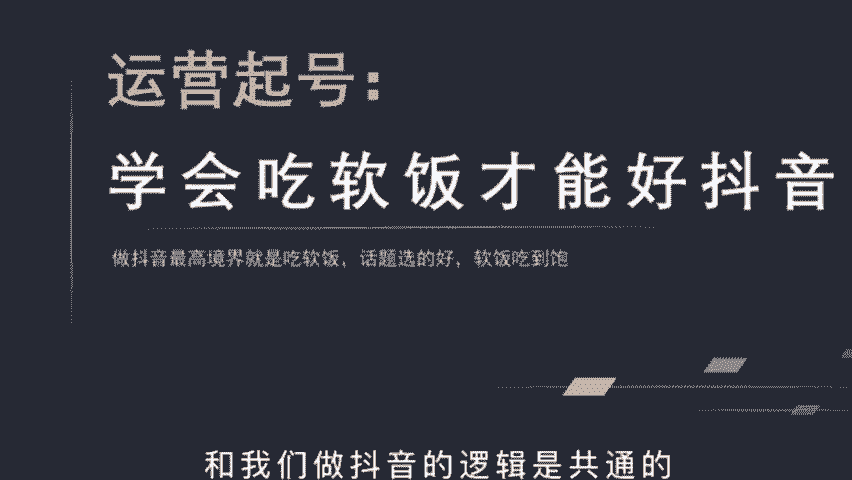 运营起号：
学会吃软饭才能好抖音
做抖音最高境界就是吃软饭，话题选的好，软饭吃到饱
和我们做抖音的逻辑是共通的